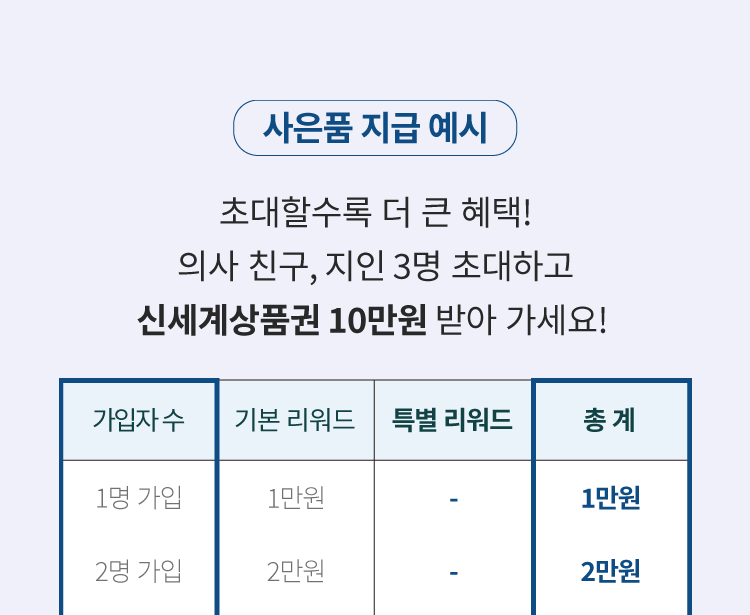 사은품 지급 예시
초대할수록 더 큰 혜택!
의사 친구, 지인 3명 초대하고
신세계상품권 10만원 받아 가세요!
가입자 수 기본 리워드 특별 리워드 총 계
1명 가입 1만원 - 1만원
2명 가입 2만원 - 2만원